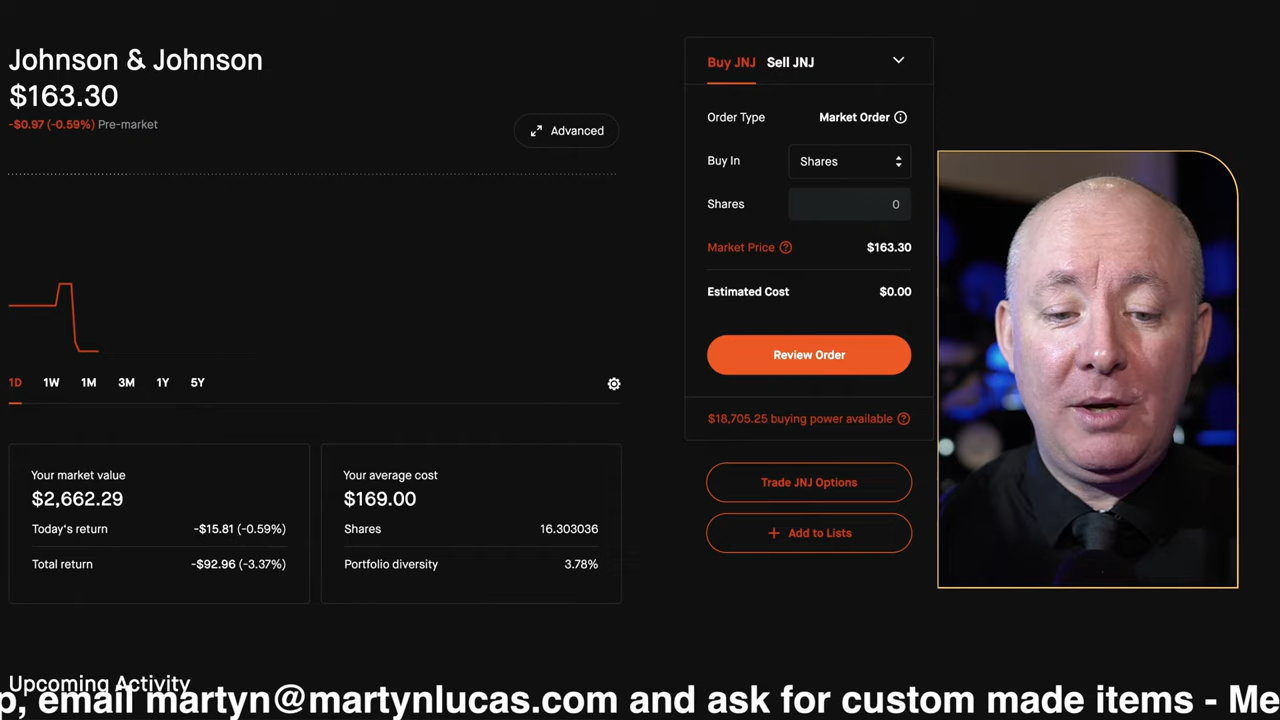 Johnson & Johnson
$163.30
-$0.97 (-0.59%) Pre-market
Advanced
1D 1W 1M 3M 1Y 5Y
Your market value
$2,662.29
Today's return -$15.81 (-0.59%)
Total return -$92.96 (-3.37%)
Your average cost
$169.00
Shares 16.303036
Portfolio diversity 3.78%
Buy JNJ Sell JNJ
Order Type Market Order
Buy In Shares
Shares 0
Market Price $163.30
Estimated Cost $0.00
Review Order
$18,705.25 buying power available
Trade JNJ Options
+ Add to Lists
Upcoming Activity
p, email martyn@martynlucas.com and ask for custom made items - Me